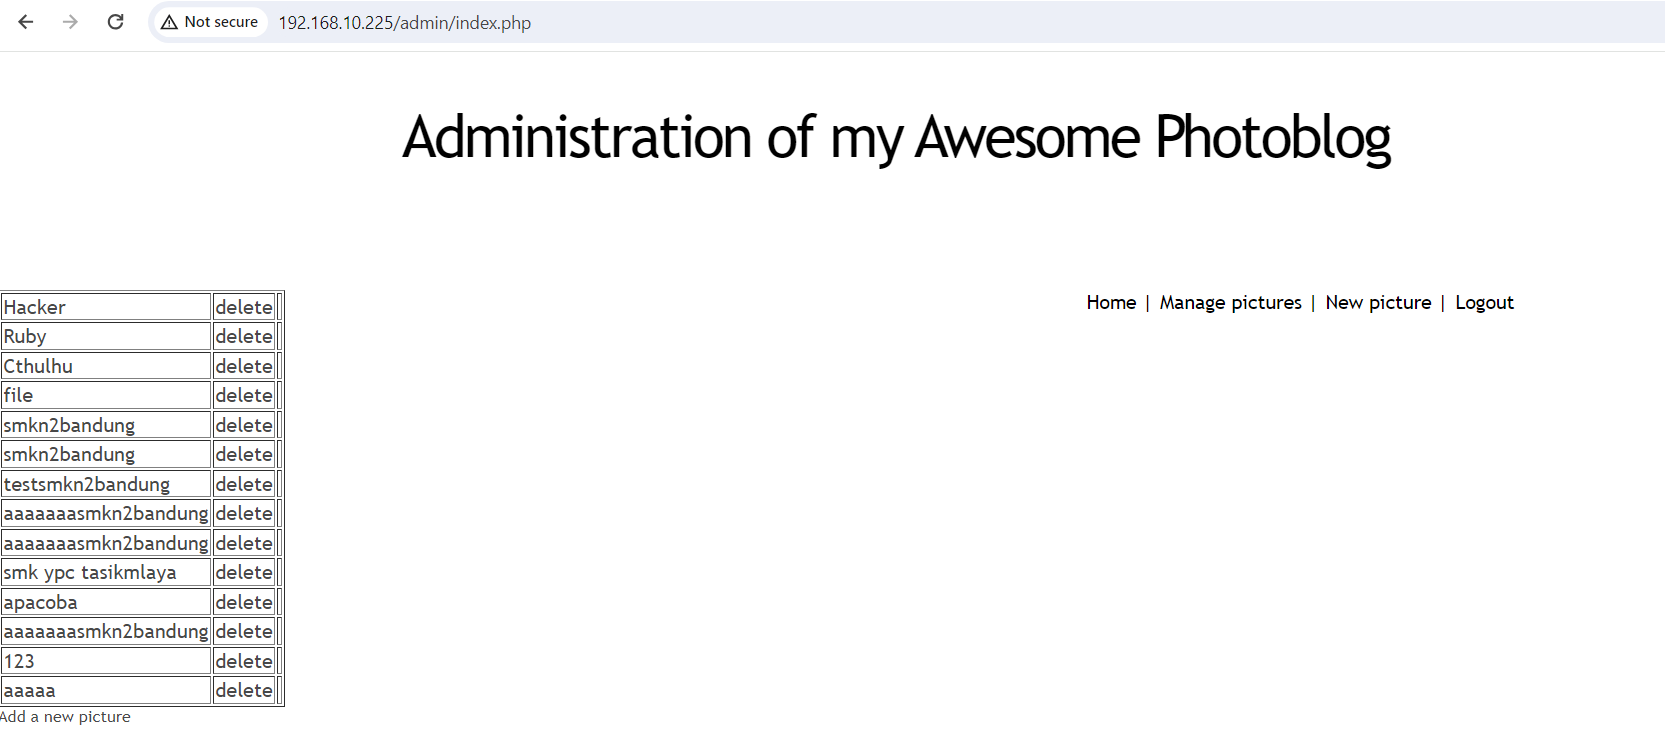 Not secure 192.168.10.225/admin/index.php
Administration of my Awesome Photoblog
Home | Manage pictures | New picture | Logout
Hacker delete
Ruby delete
Cthulhu delete
file delete
smkn2bandung delete
smkn2bandung delete
testsmkn2bandung delete
aaaaaaasmkn2bandung delete
aaaaaaasmkn2bandung delete
smk ypc tasikmlaya delete
apacoba delete
aaaaaaasmkn2bandung delete
123 delete
aaaaa delete
Add a new picture